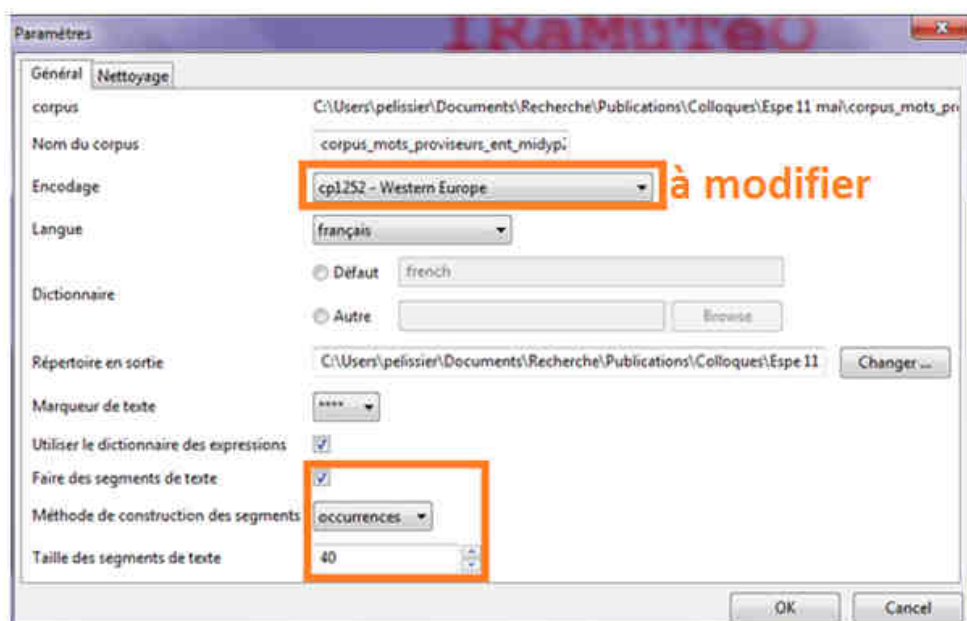 IRaMuTeQ
Paramètres
Général Nettoyage
corpus C:\Users\pelissier\Documents\Recherche\Publications\Colloques\Espe 11 mai\corpus_mots_pro
Nom du corpus corpus_mots_proviseurs_ent_midyp
Encodage cp1252 - Western Europe à modifier
Langue français
Dictionnaire
Défaut french
Autre Browse
Répertoire en sortie C:\Users\pelissier\Documents\Recherche\Publications\Colloques\Espe 11 Changer ...
Marqueur de texte ****
Utiliser le dictionnaire des expressions
Faire des segments de texte
Méthode de construction des segments occurrences
Taille des segments de texte 40
OK Cancel